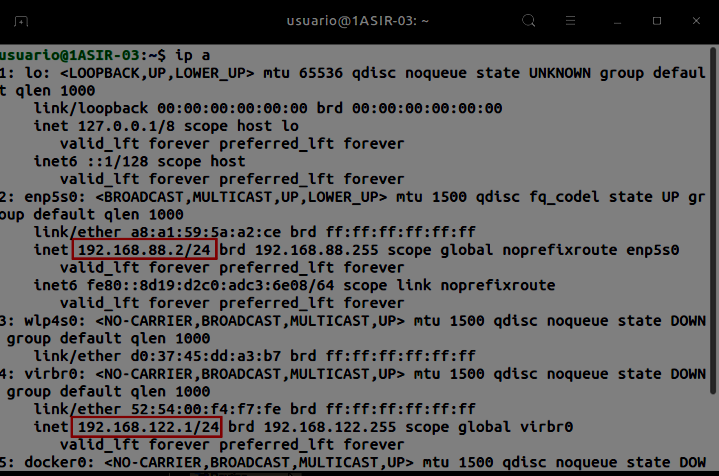 usuario@1ASIR-03: ~
usuario@1ASIR-03:~$ ip a
1: lo: <LOOPBACK,UP,LOWER_UP> mtu 65536 qdisc noqueue state UNKNOWN group defaul
t qlen 1000
link/loopback 00:00:00:00:00:00 brd 00:00:00:00:00:00
inet 127.0.0.1/8 scope host lo
valid_lft forever preferred_lft forever
inet6 ::1/128 scope host
valid_lft forever preferred_lft forever
2: enp5s0: <BROADCAST,MULTICAST,UP,LOWER_UP> mtu 1500 qdisc fq_codel state UP gr
oup default qlen 1000
link/ether a8:a1:59:5a:a2:ce brd ff:ff:ff:ff:ff:ff
inet 192.168.88.2/24 brd 192.168.88.255 scope global noprefixroute enp5s0
valid_lft forever preferred_lft forever
inet6 fe80::8d19:d2c0:adc3:6e08/64 scope link noprefixroute
valid_lft forever preferred_lft forever
3: wlp4s0: <NO-CARRIER,BROADCAST,MULTICAST,UP> mtu 1500 qdisc noqueue state DOWN
group default qlen 1000
link/ether d0:37:45:dd:a3:b7 brd ff:ff:ff:ff:ff:ff
4: virbr0: <NO-CARRIER,BROADCAST,MULTICAST,UP> mtu 1500 qdisc noqueue state DOWN
group default qlen 1000
link/ether 52:54:00:f4:f7:fe brd ff:ff:ff:ff:ff:ff
inet 192.168.122.1/24 brd 192.168.122.255 scope global virbr0
valid_lft forever preferred_lft forever
5: docker0: <NO-CARRIER,BROADCAST,MULTICAST,UP> mtu 1500 qdisc noqueue state DOW